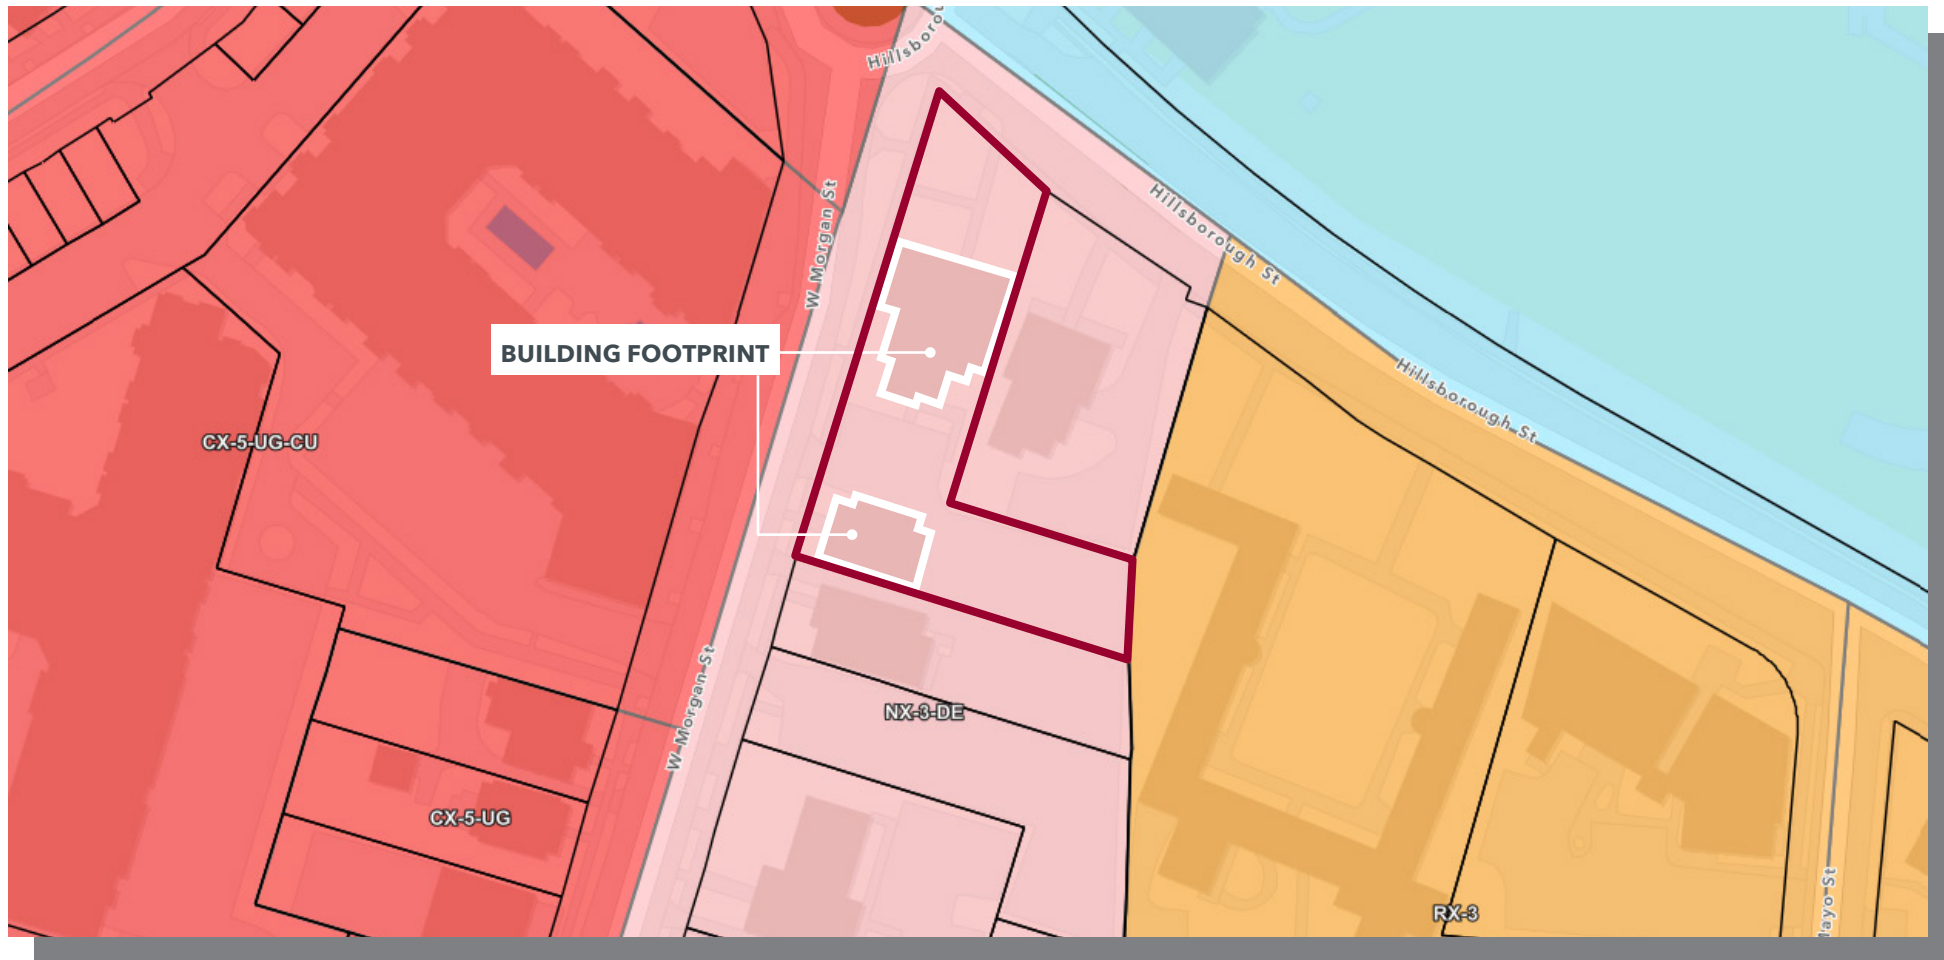 Hillsborou
W Morgan St
Hillsborough St
BUILDING FOOTPRINT
Hillsborough St
CX-5-UG-CU
W Morgan St
NX-3-DE
CX-5-UG
RX-3
Mayo St